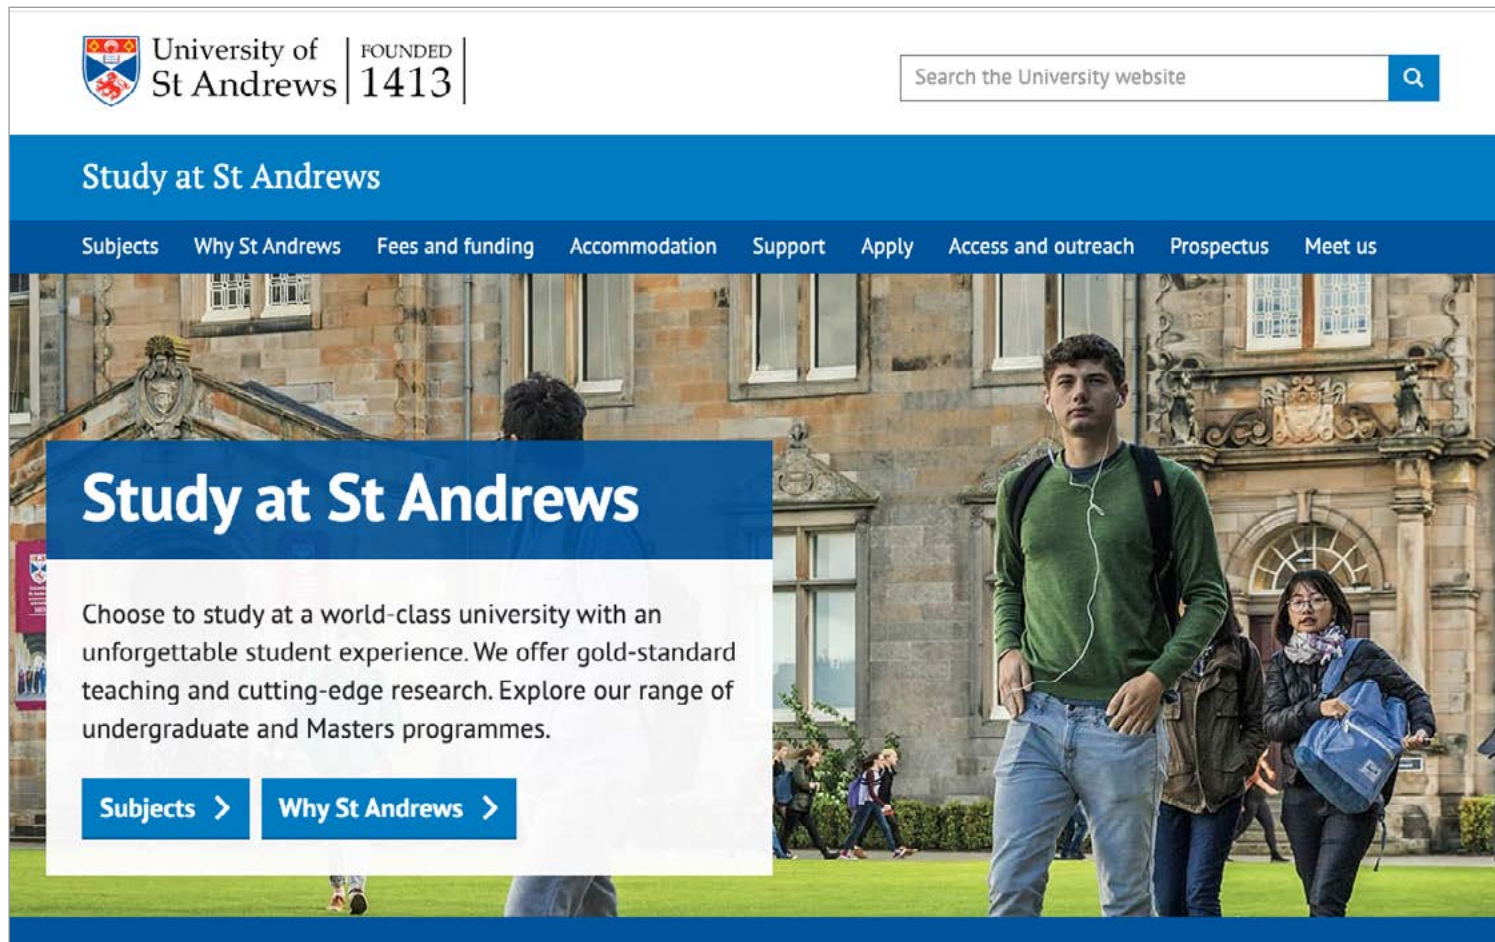 University of
St Andrews
FOUNDED
1413
Search the University website
Study at St Andrews
Subjects Why St Andrews Fees and funding Accommodation Support Apply Access and outreach Prospectus Meet us
Study at St Andrews
Choose to study at a world-class university with an
unforgettable student experience. We offer gold-standard
teaching and cutting-edge research. Explore our range of
undergraduate and Masters programmes.
Subjects
Why St Andrews